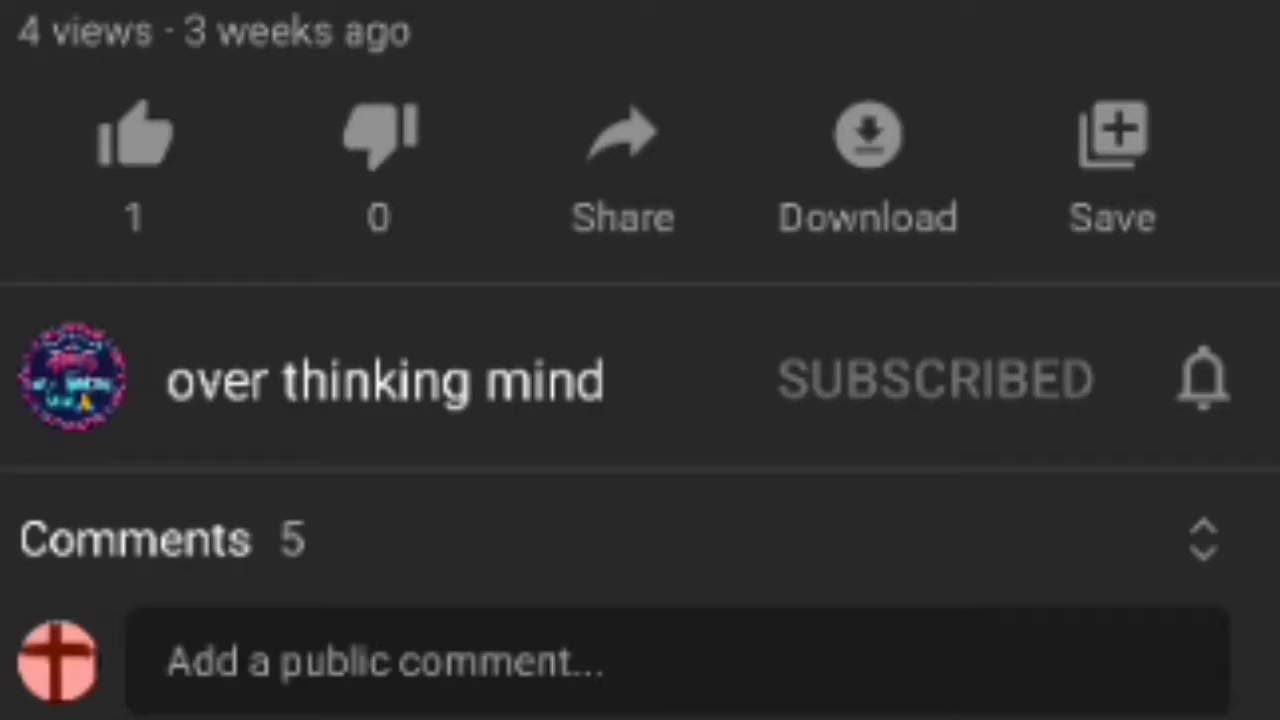 4 views · 3 weeks ago
1 0 Share Download Save
over thinking mind SUBSCRIBED
Comments 5
Add a public comment...